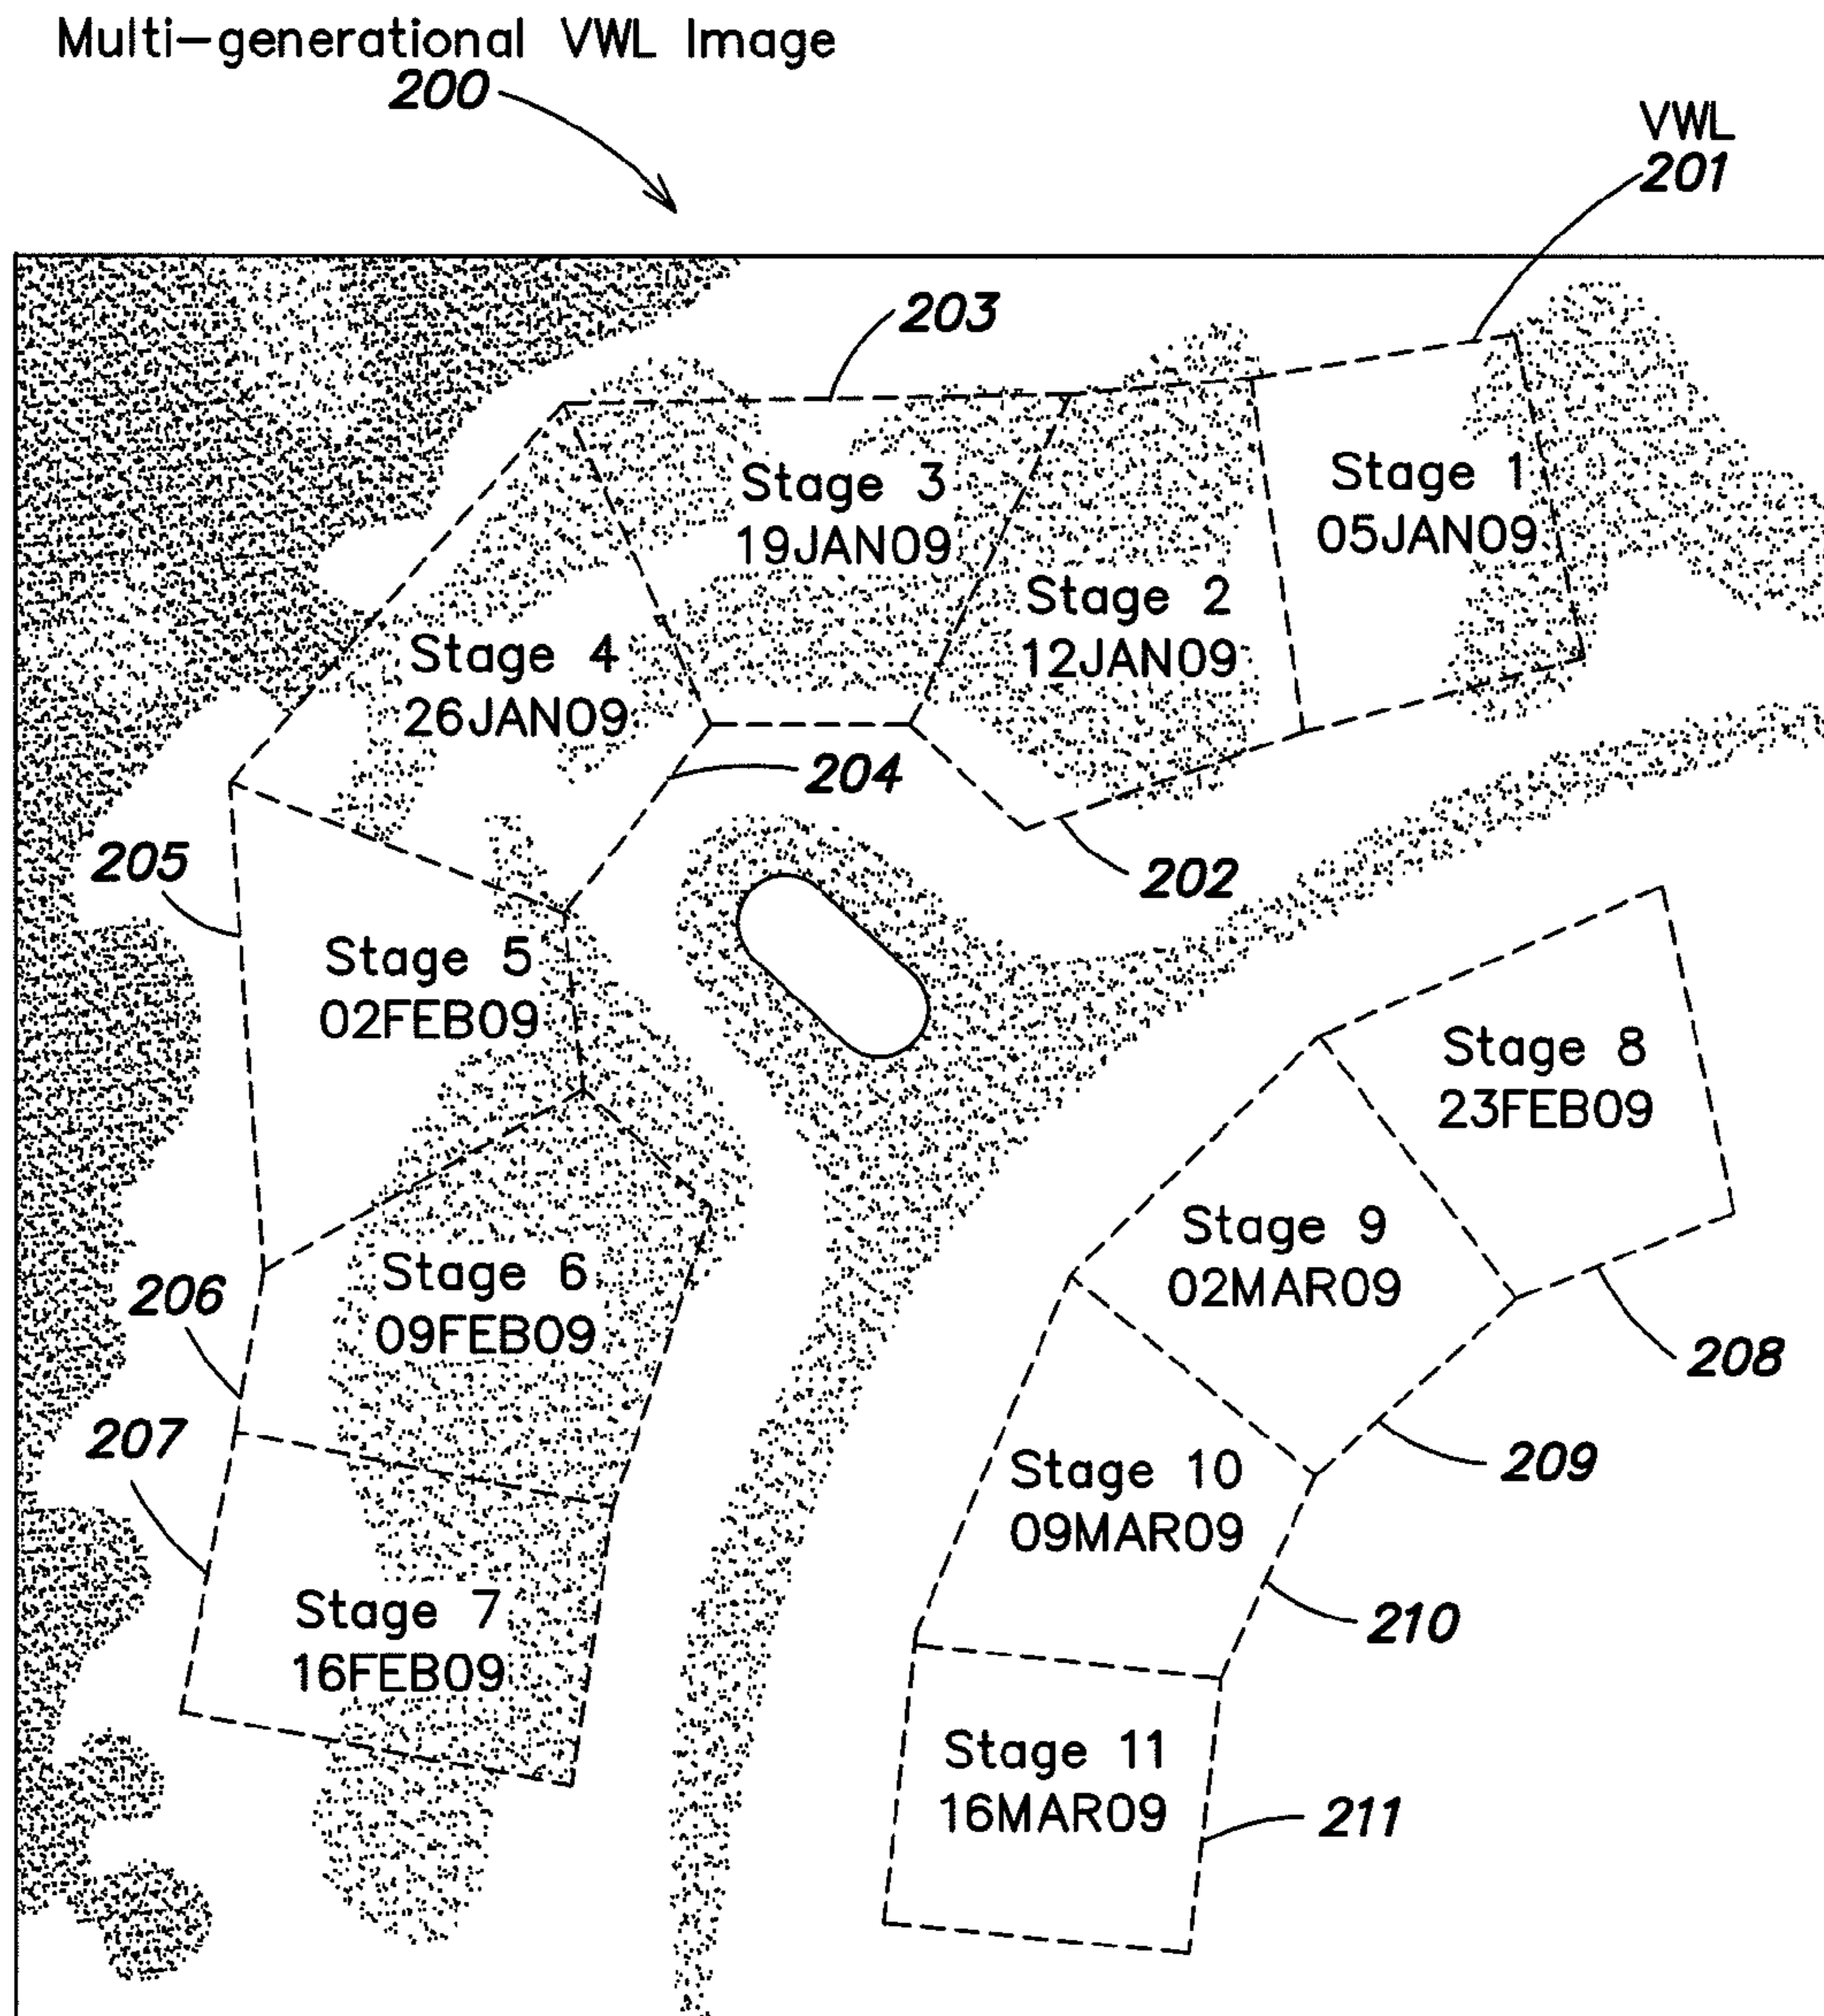 Multi-generational VWL Image
200
VWL
201
203
Stage 1
05JAN09
Stage 3
19JAN09
Stage 2
12JAN09
Stage 4
26JAN09
204
202
205
Stage 5
02FEB09
Stage 8
23FEB09
Stage 9
02MAR09
206
Stage 6
09FEB09
208
207
209
Stage 10
09MAR09
210
Stage 7
16FEB09
Stage 11
16MAR09
211